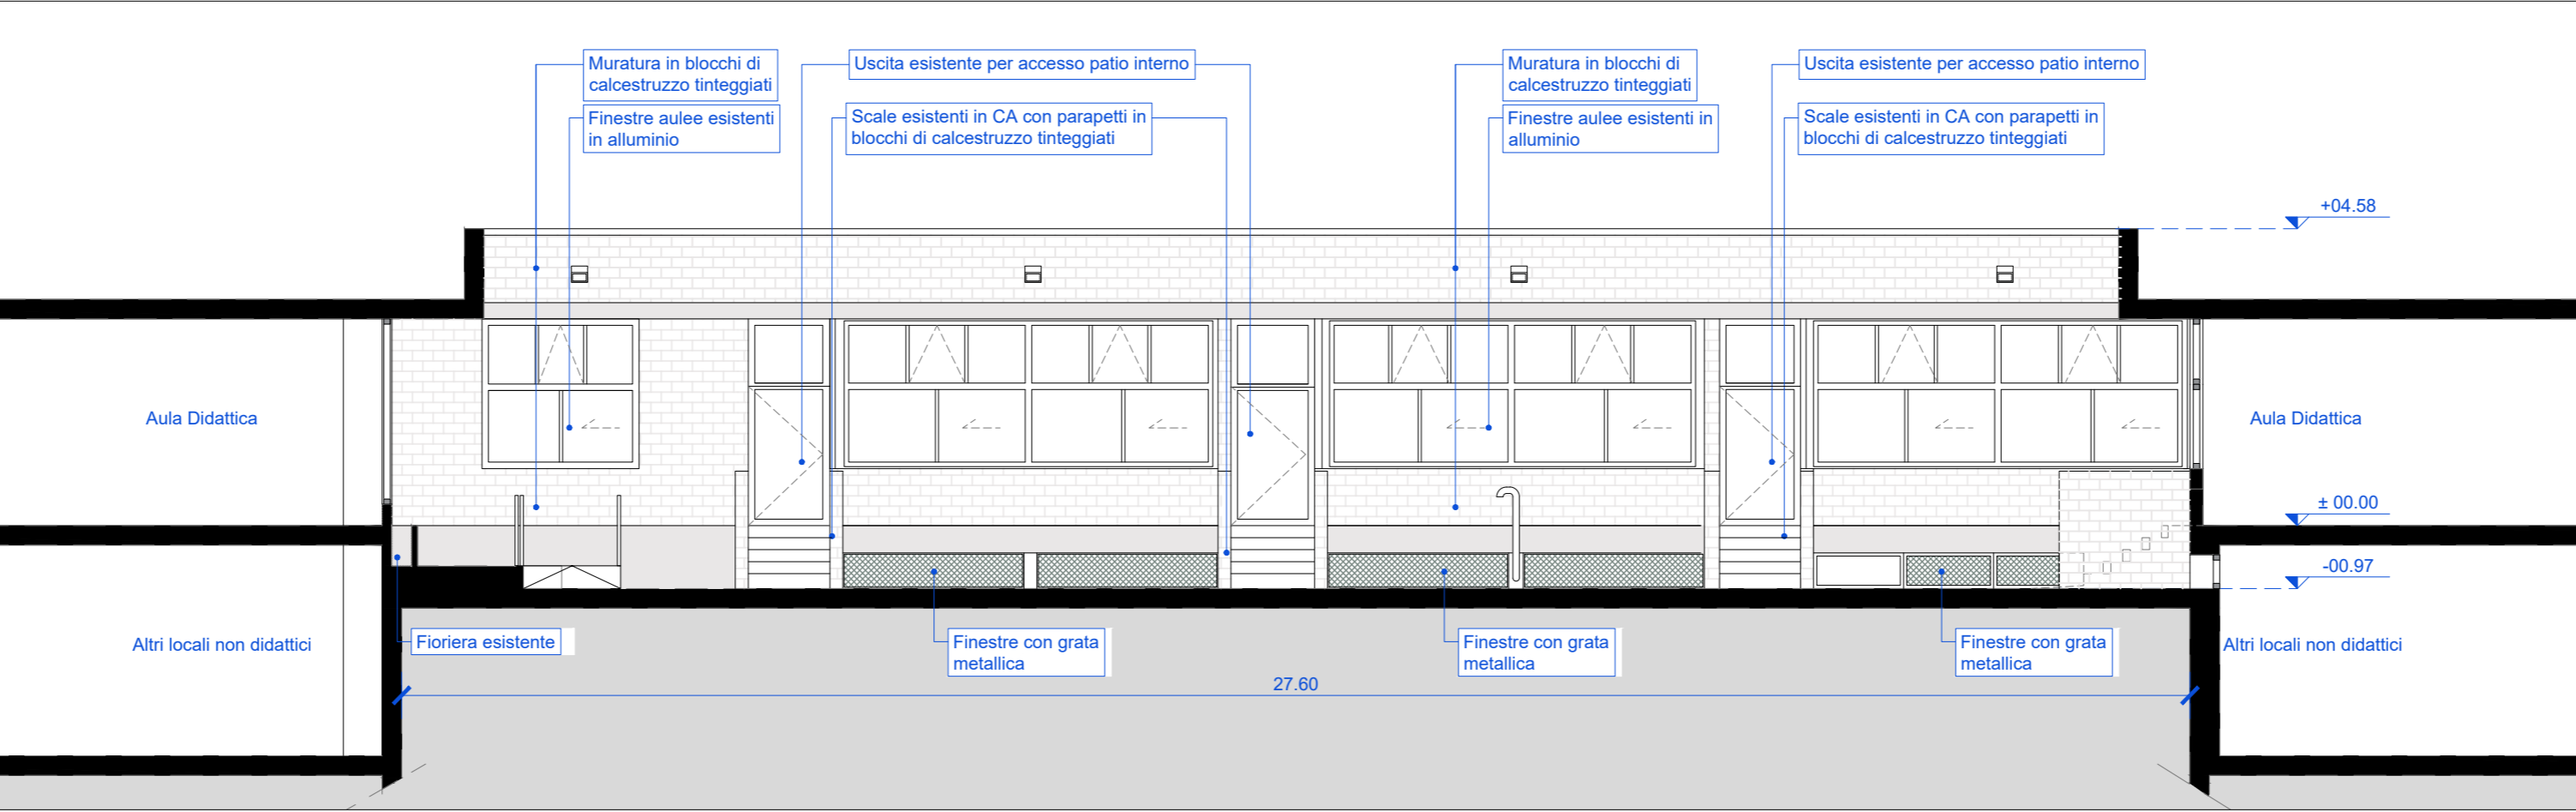 Muratura in blocchi di
calcestruzzo tinteggiati
Finestre aulee esistenti
in alluminio
Uscita esistente per accesso patio interno
Scale esistenti in CA con parapetti in
blocchi di calcestruzzo tinteggiati
Muratura in blocchi di
calcestruzzo tinteggiati
Finestre aulee esistenti in
alluminio
Uscita esistente per accesso patio interno
Scale esistenti in CA con parapetti in
blocchi di calcestruzzo tinteggiati
+04.58
Aula Didattica
Aula Didattica
± 00.00
-00.97
Altri locali non didattici
Fioriera esistente
Finestre con grata
metallica
Finestre con grata
metallica
Finestre con grata
metallica
Altri locali non didattici
27.60